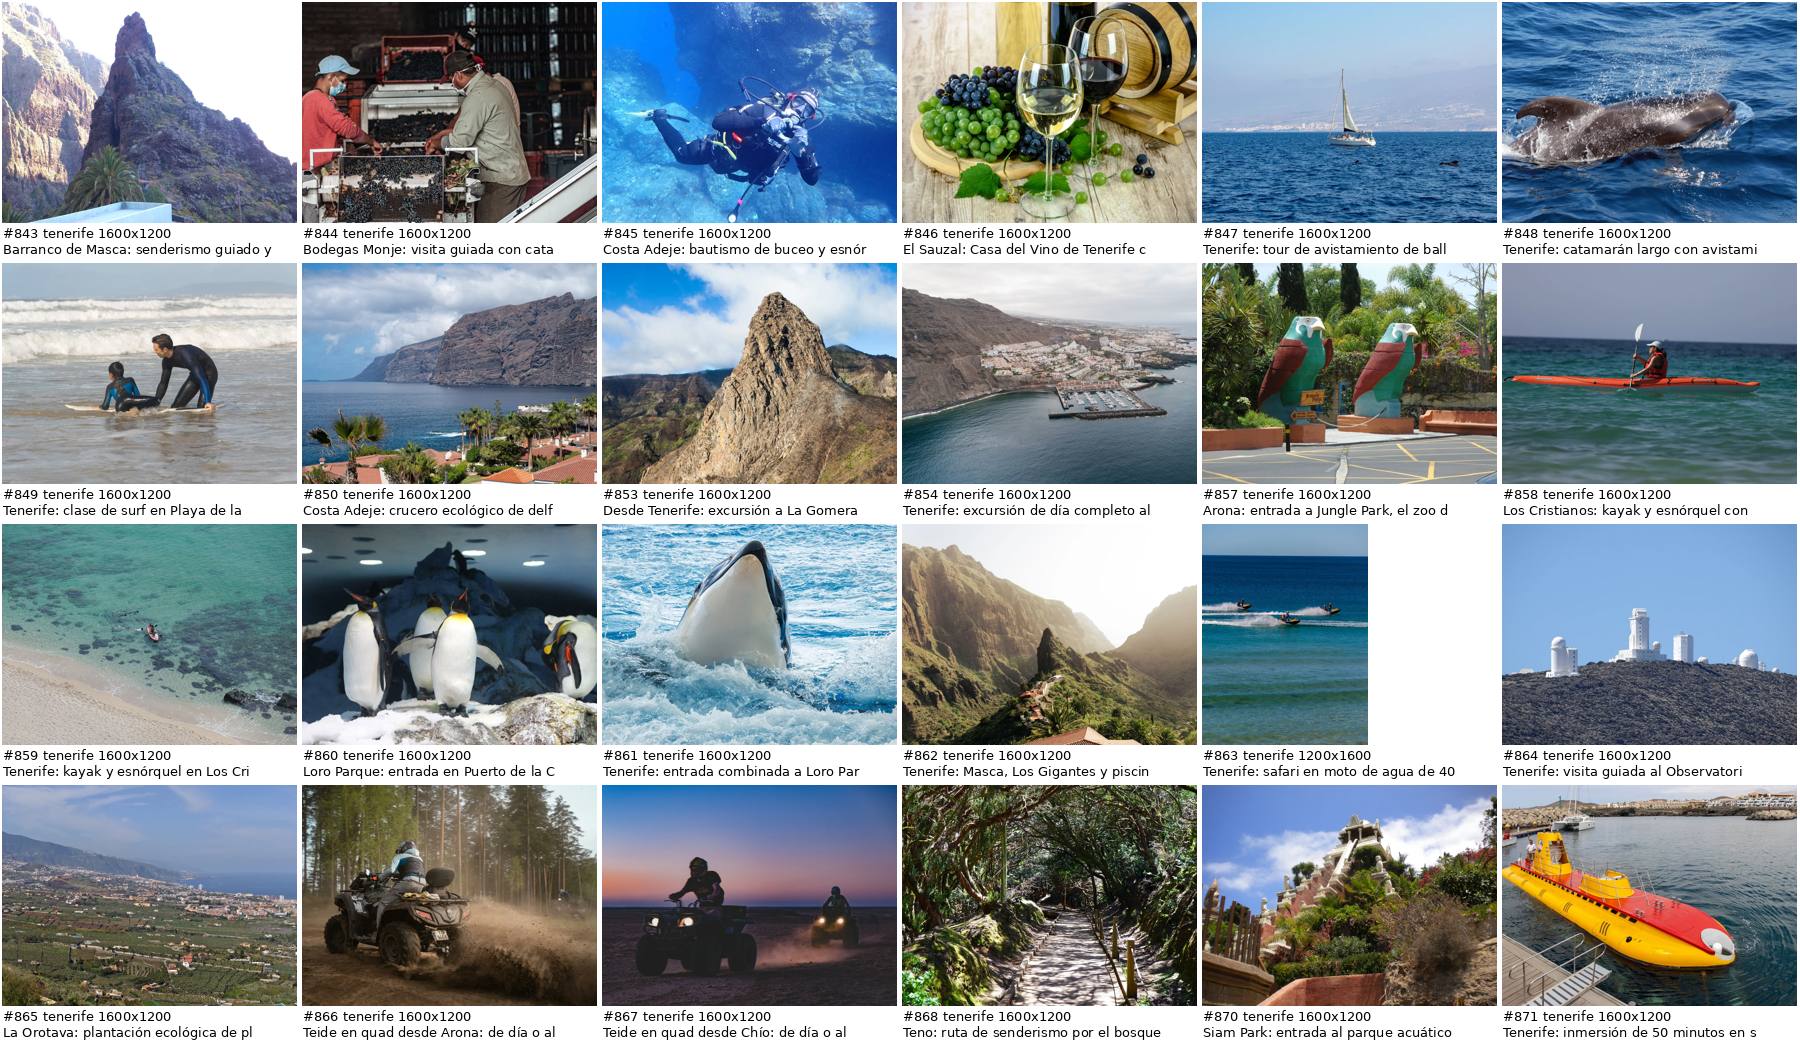 #843 tenerife 1600x1200
Barranco de Masca: senderismo guiado y
#844 tenerife 1600x1200
Bodegas Monje: visita guiada con cata
#845 tenerife 1600x1200
Costa Adeje: bautismo de buceo y esnór
#846 tenerife 1600x1200
El Sauzal: Casa del Vino de Tenerife c
#847 tenerife 1600x1200
Tenerife: tour de avistamiento de ball
#848 tenerife 1600x1200
Tenerife: catamarán largo con avistami
#849 tenerife 1600x1200
Tenerife: clase de surf en Playa de la
#850 tenerife 1600x1200
Costa Adeje: crucero ecológico de delf
#853 tenerife 1600x1200
Desde Tenerife: excursión a La Gomera
#854 tenerife 1600x1200
Tenerife: excursión de día completo al
#857 tenerife 1600x1200
Arona: entrada a Jungle Park, el zoo d
#858 tenerife 1600x1200
Los Cristianos: kayak y esnórquel con
#859 tenerife 1600x1200
Tenerife: kayak y esnórquel en Los Cri
#860 tenerife 1600x1200
Loro Parque: entrada en Puerto de la C
#861 tenerife 1600x1200
Tenerife: entrada combinada a Loro Par
#862 tenerife 1600x1200
Tenerife: Masca, Los Gigantes y piscin
#863 tenerife 1200x1600
Tenerife: safari en moto de agua de 40
#864 tenerife 1600x1200
Tenerife: visita guiada al Observatori
#865 tenerife 1600x1200
La Orotava: plantación ecológica de pl
#866 tenerife 1600x1200
Teide en quad desde Arona: de día o al
#867 tenerife 1600x1200
Teide en quad desde Chío: de día o al
#868 tenerife 1600x1200
Teno: ruta de senderismo por el bosque
#870 tenerife 1600x1200
Siam Park: entrada al parque acuático
#871 tenerife 1600x1200
Tenerife: inmersión de 50 minutos en s